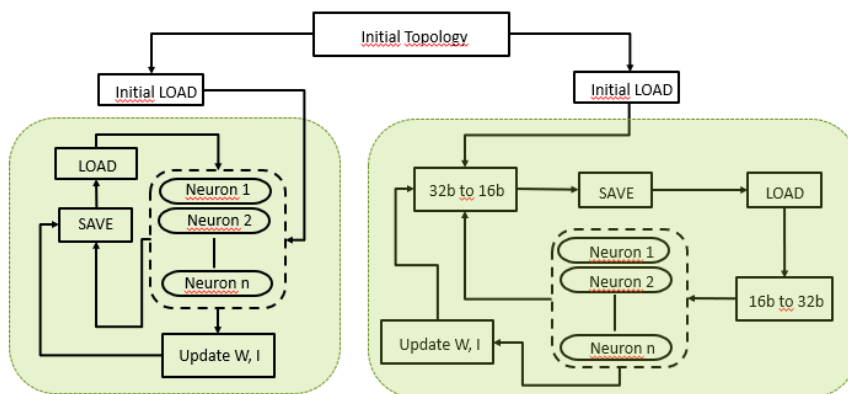 Initial Topology
Initial LOAD
Initial LOAD
LOAD
SAVE
Neuron 1
Neuron 2
Neuron n
Update W, I
32b to 16b
SAVE
LOAD
16b to 32b
Neuron 1
Neuron 2
Neuron n
Update W, I